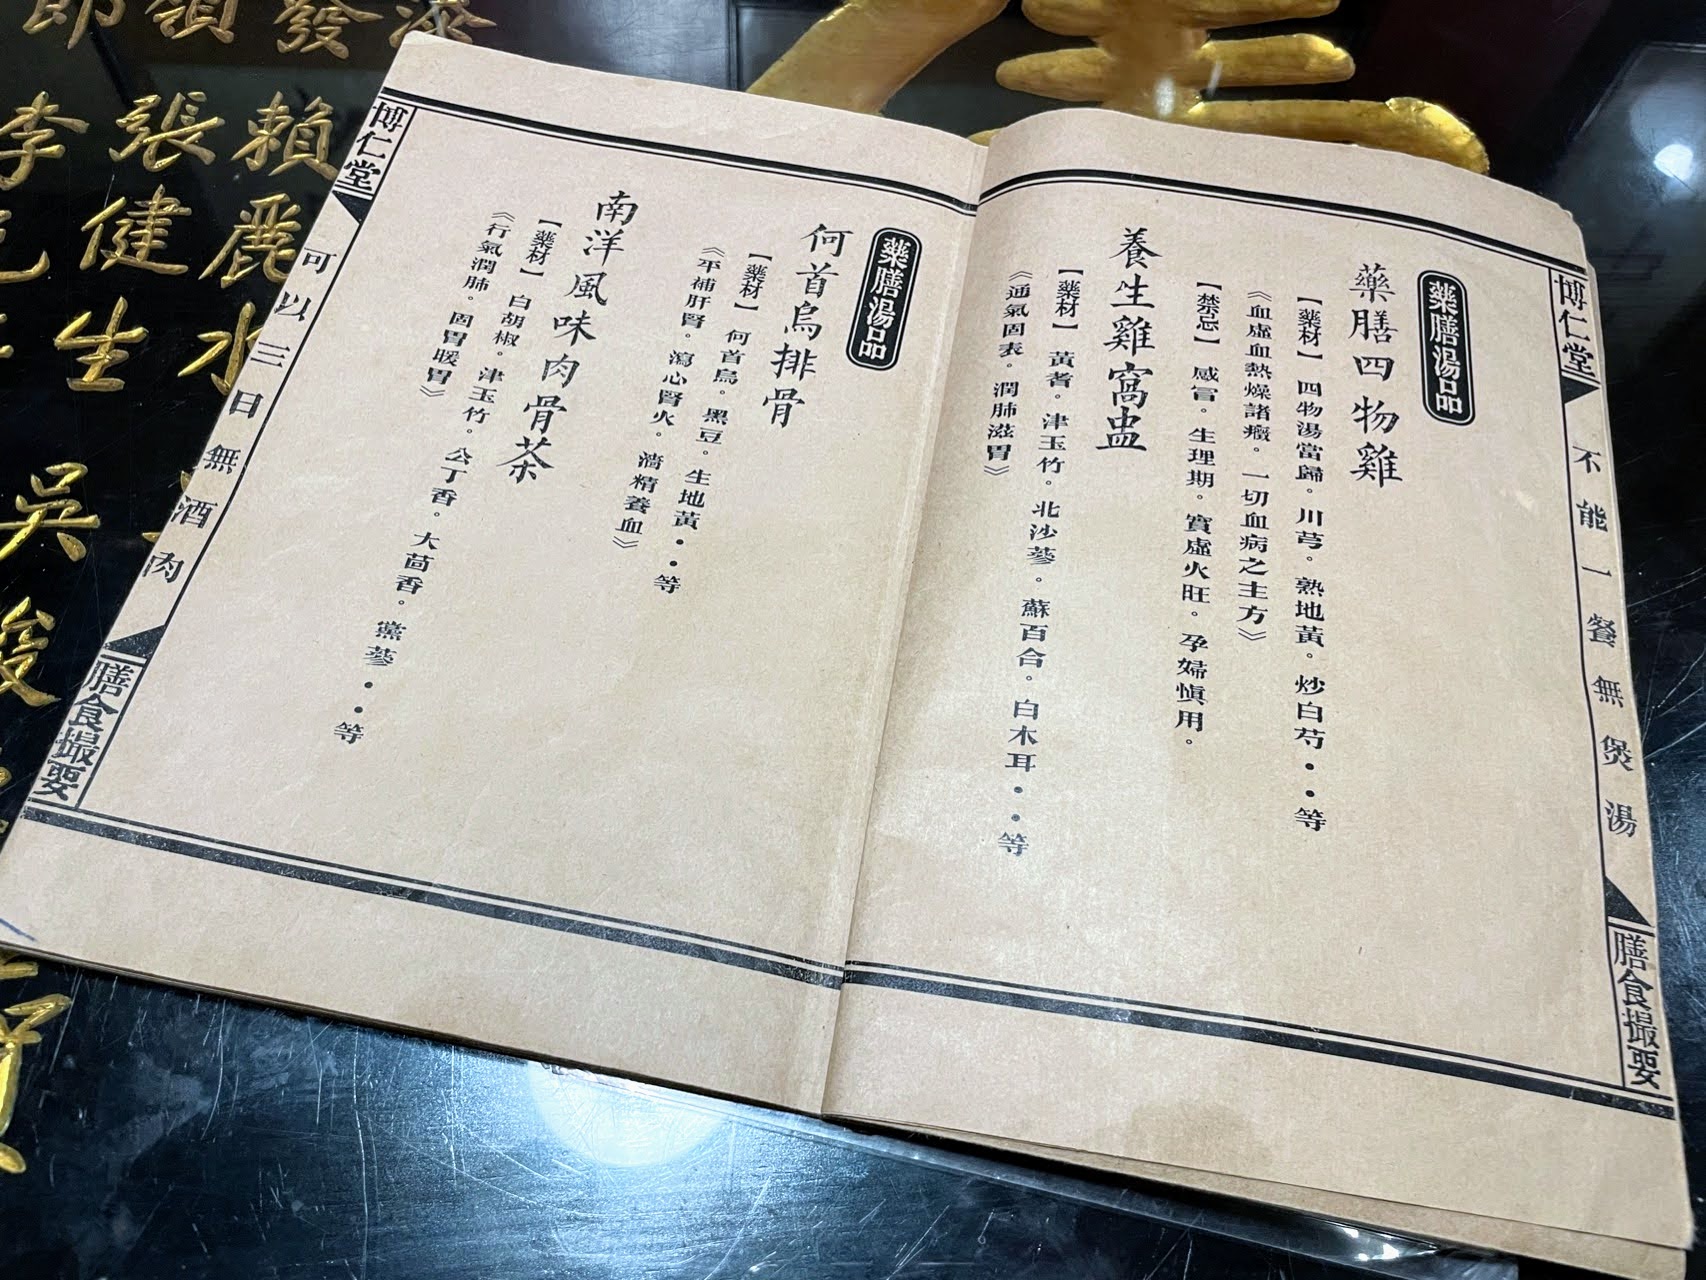 博仁堂
不能一餐無煲湯
膳食撮要
藥膳湯品
藥膳四物雞
【藥材】四物湯當歸。川芎。熟地黃。炒白芍••等
《血虛血熱燥諸癥。一切血病之主方》
【禁忌】感冒。生理期。實虛火旺。孕婦慎用。
養生雞窩盅
【藥材】黃耆。津玉竹。北沙蔘。蘇百合。白木耳••等
《通氣固表。潤肺滋胃》
藥膳湯品
何首烏排骨
【藥材】何首烏。黑豆。生地黃••等
《平補肝腎。瀉心腎火。濇精養血》
南洋風味肉骨茶
【藥材】白胡椒。津玉竹。公丁香。大茴香。黨蔘••等
《行氣潤肺。固胃暖胃》
博仁堂
可以三日無酒肉
膳食撮要
賴麗水
張健生
李
吳